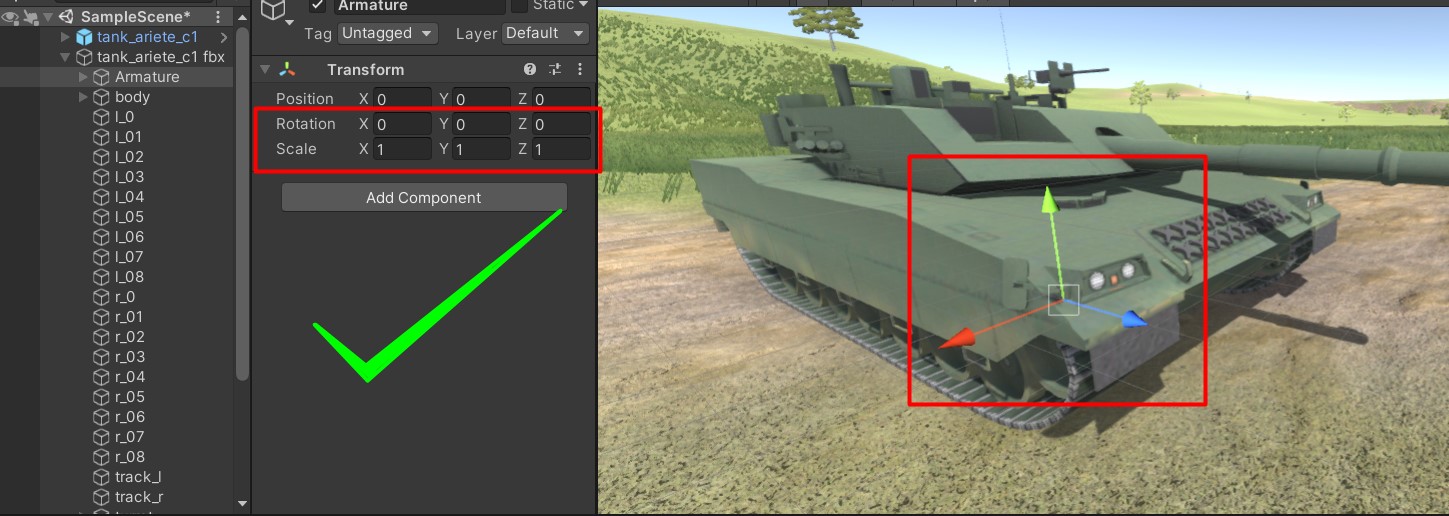 SampleScene*
tank_ariete_c1
tank_ariete_c1 fbx
Armature
body
l_0
l_01
l_02
l_03
l_04
l_05
l_06
l_07
l_08
r_0
r_01
r_02
r_03
r_04
r_05
r_06
r_07
r_08
track_l
track_r
Armature Static
Tag Untagged Layer Default
Transform
Position X 0 Y 0 Z 0
Rotation X 0 Y 0 Z 0
Scale X 1 Y 1 Z 1
Add Component